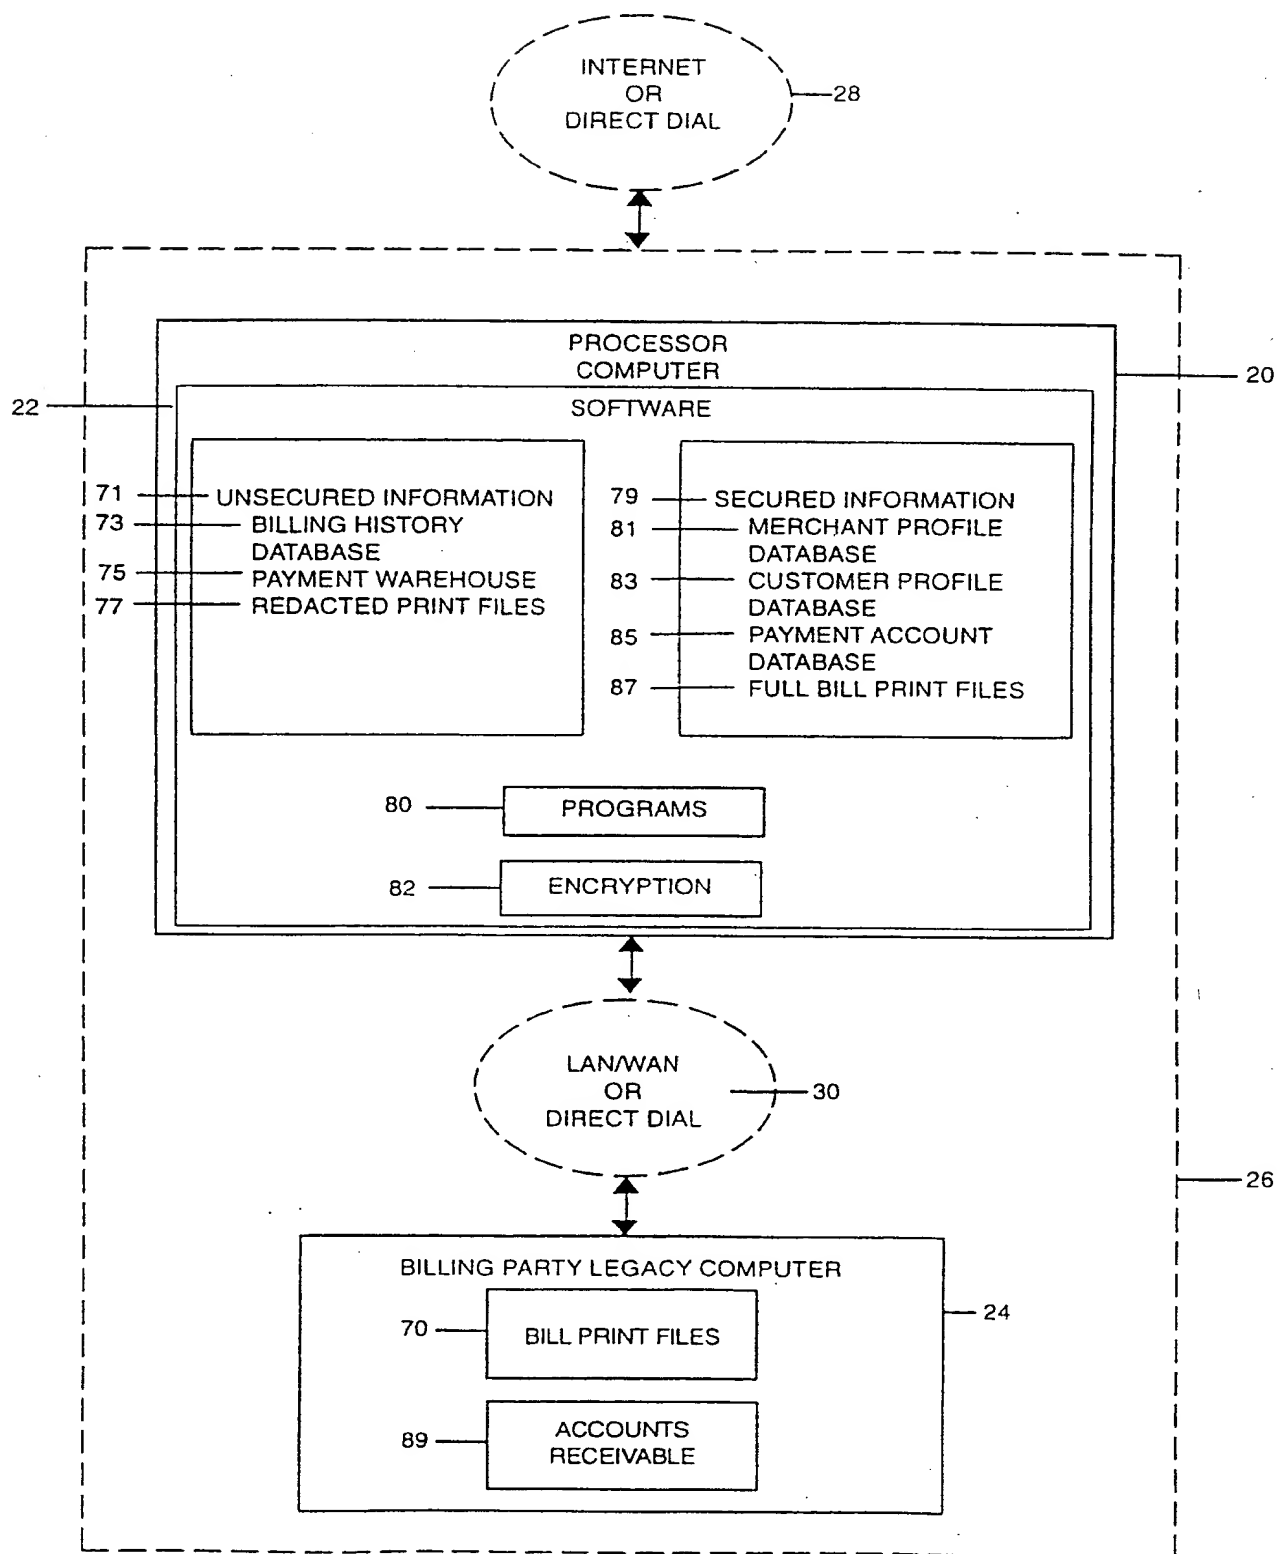 INTERNET
OR
DIRECT DIAL
28
PROCESSOR
COMPUTER
20
22
SOFTWARE
71 UNSECURED INFORMATION
73 BILLING HISTORY
DATABASE
75 PAYMENT WAREHOUSE
77 REDACTED PRINT FILES
79 SECURED INFORMATION
81 MERCHANT PROFILE
DATABASE
83 CUSTOMER PROFILE
DATABASE
85 PAYMENT ACCOUNT
DATABASE
87 FULL BILL PRINT FILES
80 PROGRAMS
82 ENCRYPTION
LAN/WAN
OR
DIRECT DIAL
30
26
BILLING PARTY LEGACY COMPUTER
24
70 BILL PRINT FILES
89 ACCOUNTS
RECEIVABLE